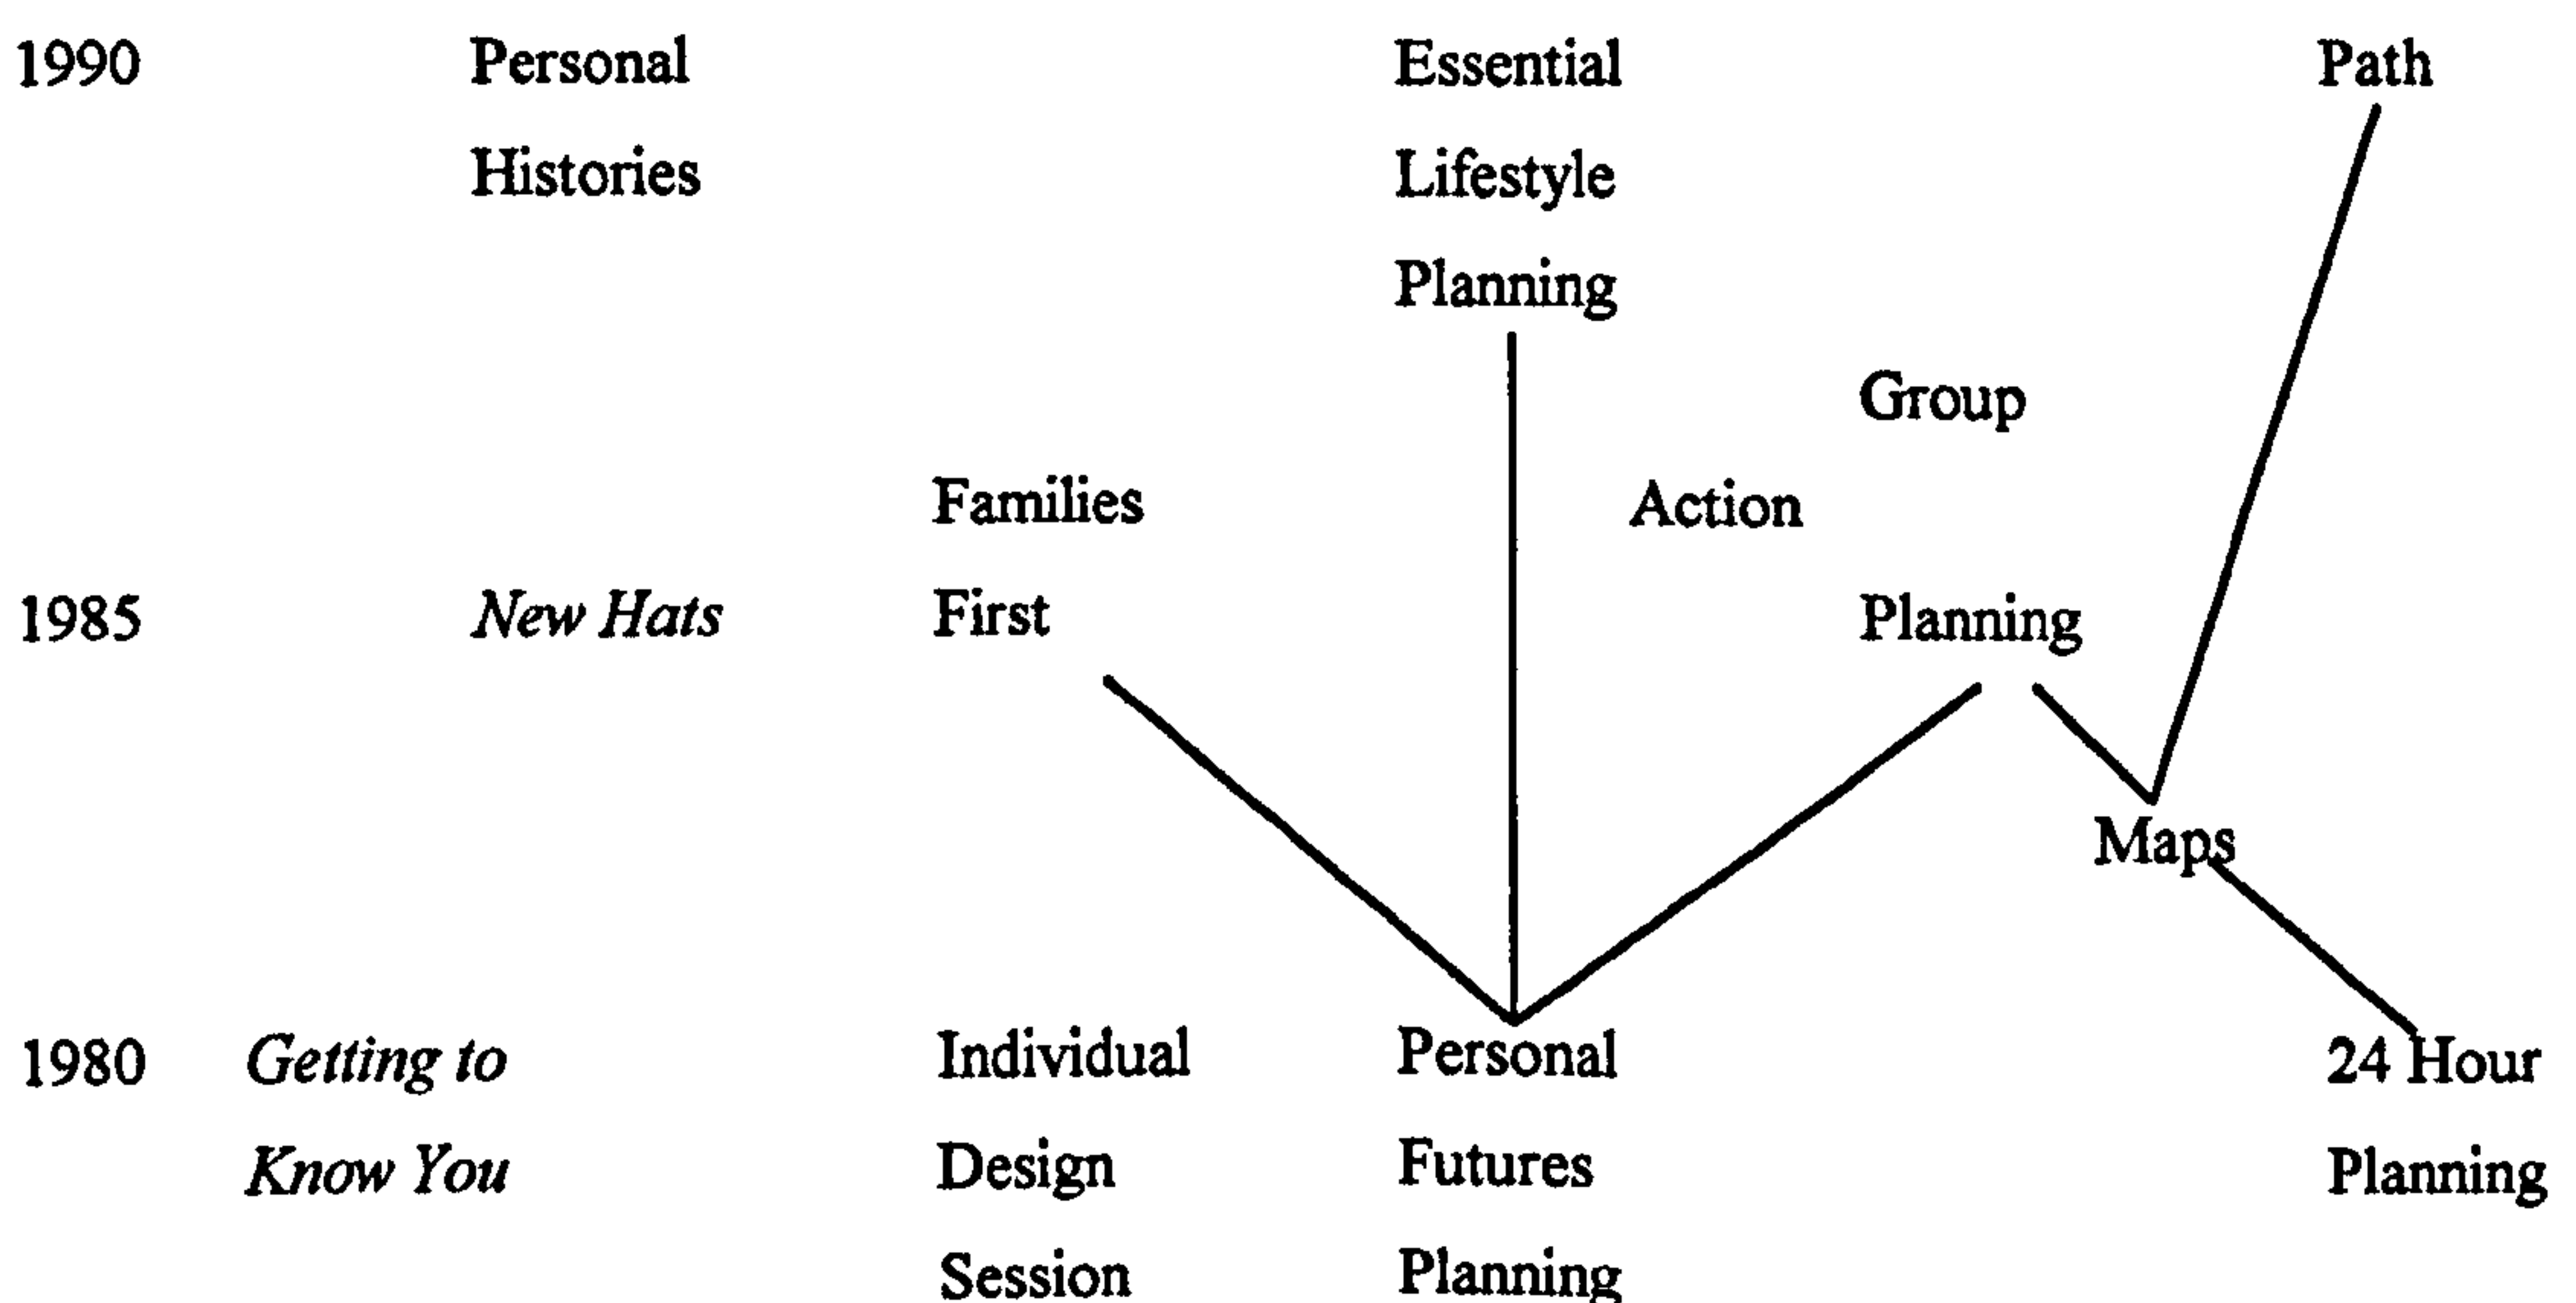 1990 Personal Essential Path
Histories Lifestyle
Planning
Group
Families Action
1985 New Hats First Planning
Maps
1980 Getting to Individual Personal 24 Hour
Know You Design Futures Planning
Session Planning